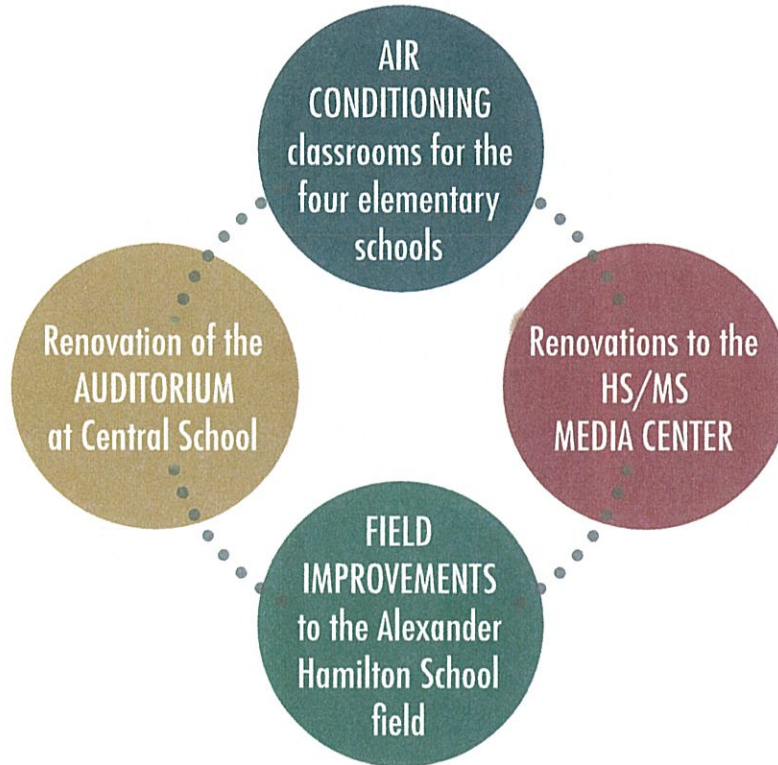 AIR
CONDITIONING
classrooms for the
four elementary
schools
Renovation of the
AUDITORIUM
at Central School
Renovations to the
HS/MS
MEDIA CENTER
FIELD
IMPROVEMENTS
to the Alexander
Hamilton School
field